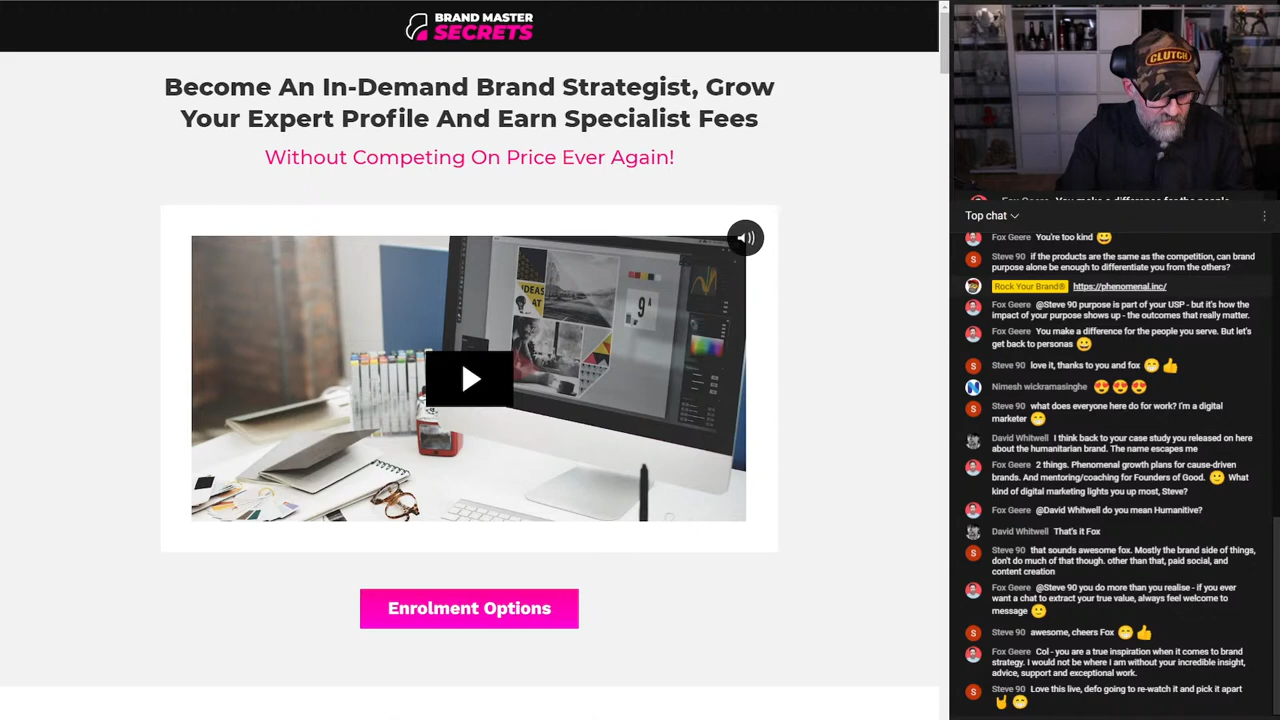 BRAND MASTER
SECRETS
Become An In-Demand Brand Strategist, Grow
Your Expert Profile And Earn Specialist Fees
Without Competing On Price Ever Again!
IDEAS
Enrolment Options
CLUTCH
Top chat
Fox Geere You're too kind 😀
S Steve 90 if the products are the same as the competition, can brand
purpose alone be enough to differentiate you from the others?
Rock Your Brand® https://phenomenal.inc/
Fox Geere @Steve 90 purpose is part of your USP - but it's how the
impact of your purpose shows up - the outcomes that really matter.
Fox Geere You make a difference for the people you serve. But let's
get back to personas 😀
S Steve 90 love it, thanks to you and fox 😁👍
N Nimesh wickramasinghe 😍😍😍
S Steve 90 what does everyone here do for work? I'm a digital
marketer 😁
David Whitwell I think back to your case study you released on here
about the humanitarian brand. The name escapes me
Fox Geere 2 things. Phenomenal growth plans for cause-driven
brands. And mentoring/coaching for Founders of Good. 🙂 What
kind of digital marketing lights you up most, Steve?
Fox Geere @David Whitwell do you mean Humanitive?
David Whitwell That's it Fox
S Steve 90 that sounds awesome fox. Mostly the brand side of things,
don't do much of that though. other than that, paid social, and
content creation
Fox Geere @Steve 90 you do more than you realise - if you ever
want a chat to extract your true value, always feel welcome to
message 🙂
S Steve 90 awesome, cheers Fox 😁👍
Fox Geere Col - you are a true inspiration when it comes to brand
strategy. I would not be where I am without your incredible insight,
advice, support and exceptional work.
S Steve 90 Love this live, defo going to re-watch it and pick it apart
🤘😁